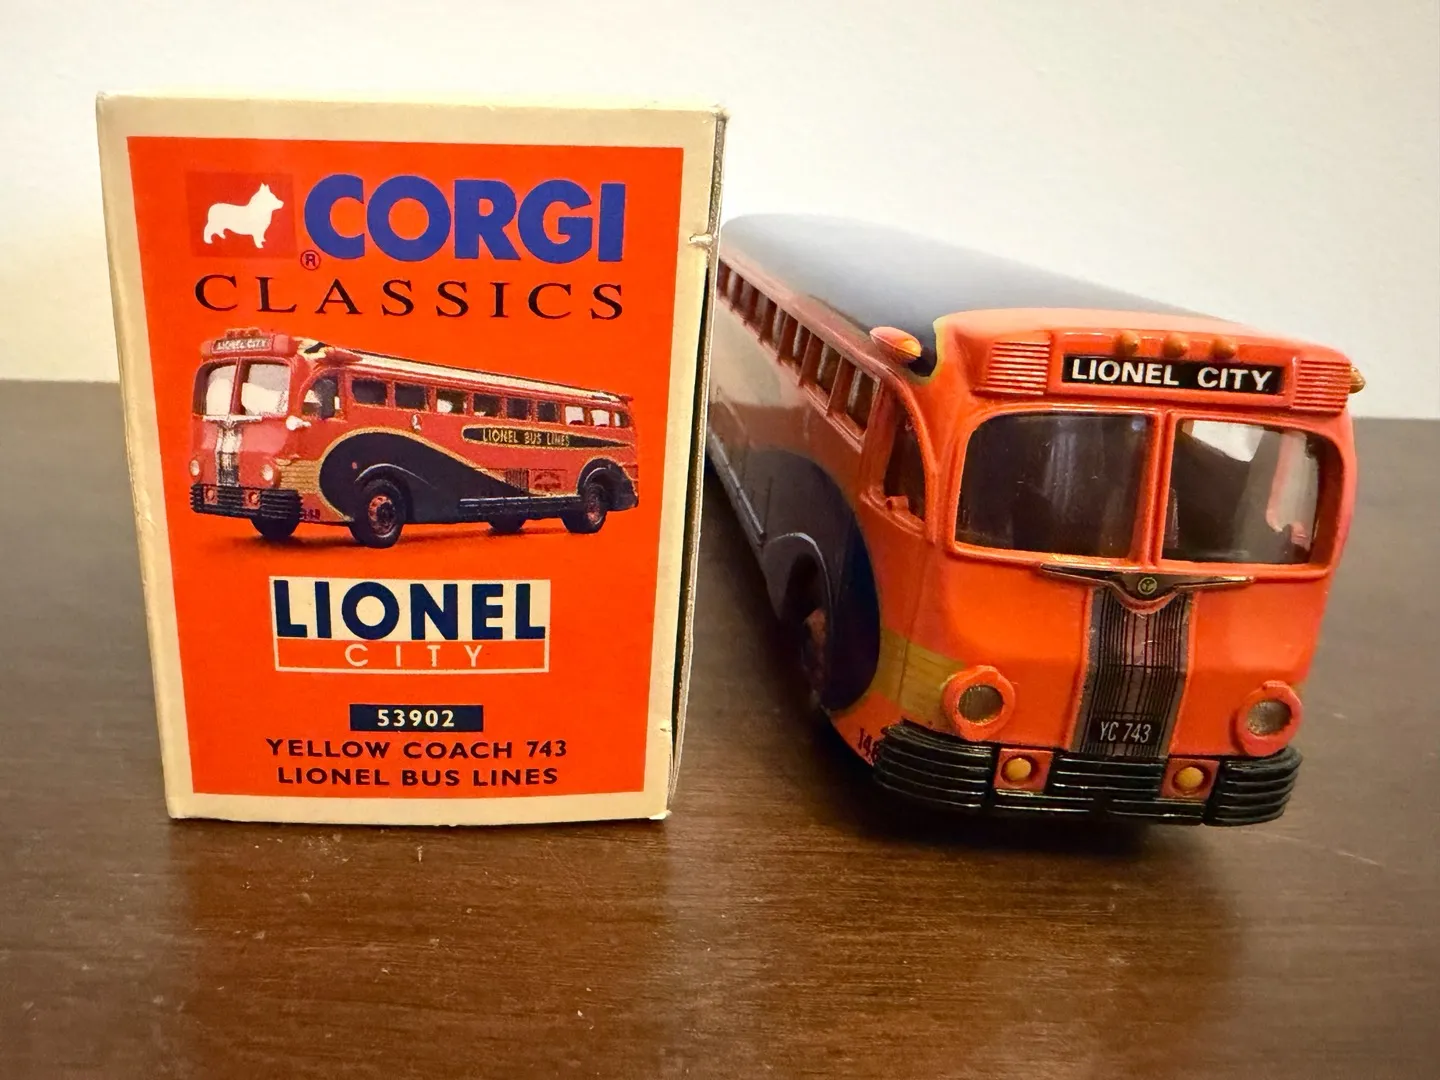 CORGI
®
CLASSICS
LIONEL CITY
LIONEL BUS LINES
LIONEL
CITY
53902
YELLOW COACH 743
LIONEL BUS LINES
LIONEL CITY
YC 743